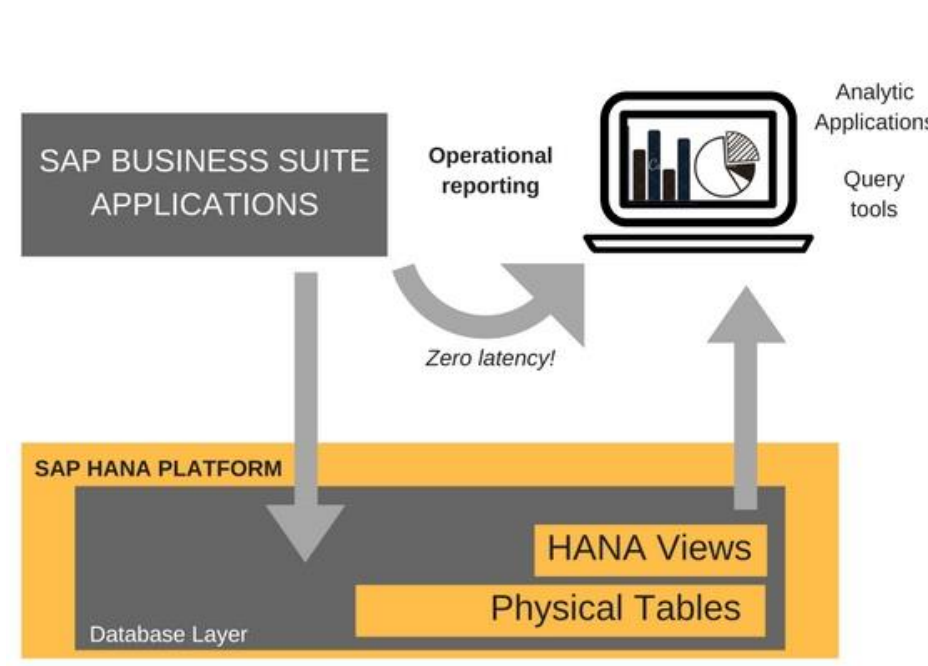 SAP BUSINESS SUITE
APPLICATIONS
Operational
reporting
Analytic
Applications
Query
tools
Zero latency!
SAP HANA PLATFORM
HANA Views
Physical Tables
Database Layer